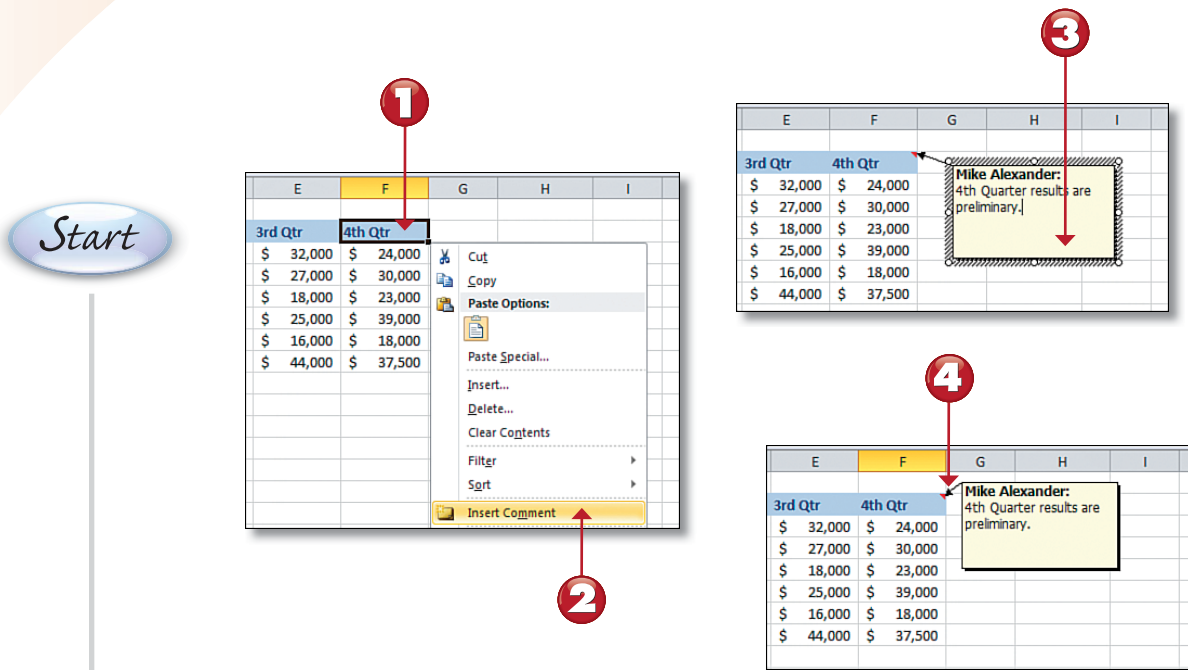 Start
1
E F G H I
3rd Qtr 4th Qtr
$ 32,000 $ 24,000
$ 27,000 $ 30,000
$ 18,000 $ 23,000
$ 25,000 $ 39,000
$ 16,000 $ 18,000
$ 44,000 $ 37,500
Cut
Copy
Paste Options:
Paste Special...
Insert...
Delete...
Clear Contents
Filter
Sort
Insert Comment
2
3
E F G H I
3rd Qtr 4th Qtr
$ 32,000 $ 24,000
$ 27,000 $ 30,000
$ 18,000 $ 23,000
$ 25,000 $ 39,000
$ 16,000 $ 18,000
$ 44,000 $ 37,500
Mike Alexander:
4th Quarter results are
preliminary.
4
E F G H I
3rd Qtr 4th Qtr
$ 32,000 $ 24,000
$ 27,000 $ 30,000
$ 18,000 $ 23,000
$ 25,000 $ 39,000
$ 16,000 $ 18,000
$ 44,000 $ 37,500
Mike Alexander:
4th Quarter results are
preliminary.